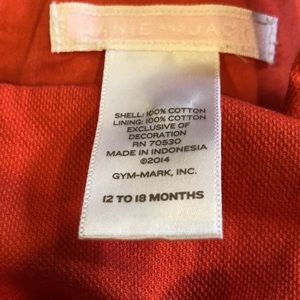 SHELL: 100% COTTON
LINING: 100% COTTON
EXCLUSIVE OF
DECORATION
RN 70530
MADE IN INDONESIA
©2014
GYM-MARK, INC.
12 TO 18 MONTHS